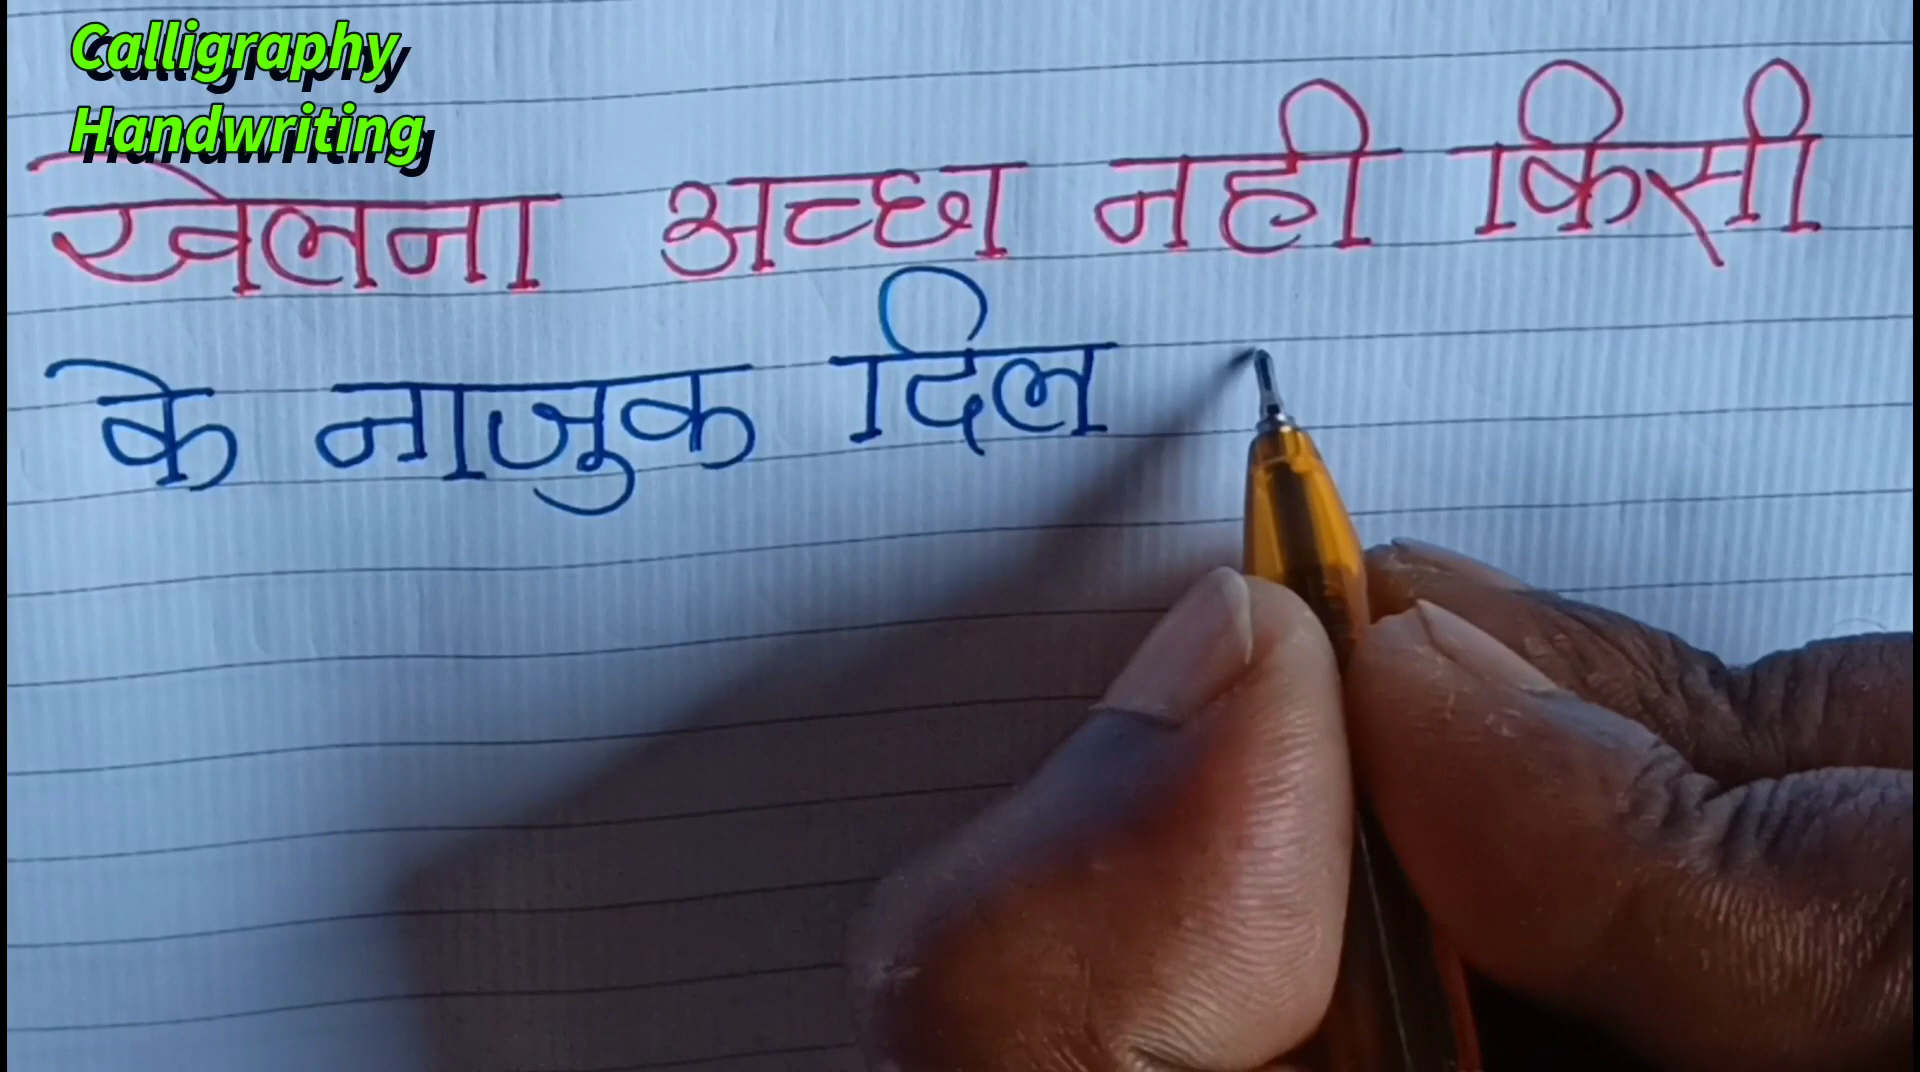 Calligraphy
Handwriting
खेलना अच्छा नही किसी
के नाजुक दिल